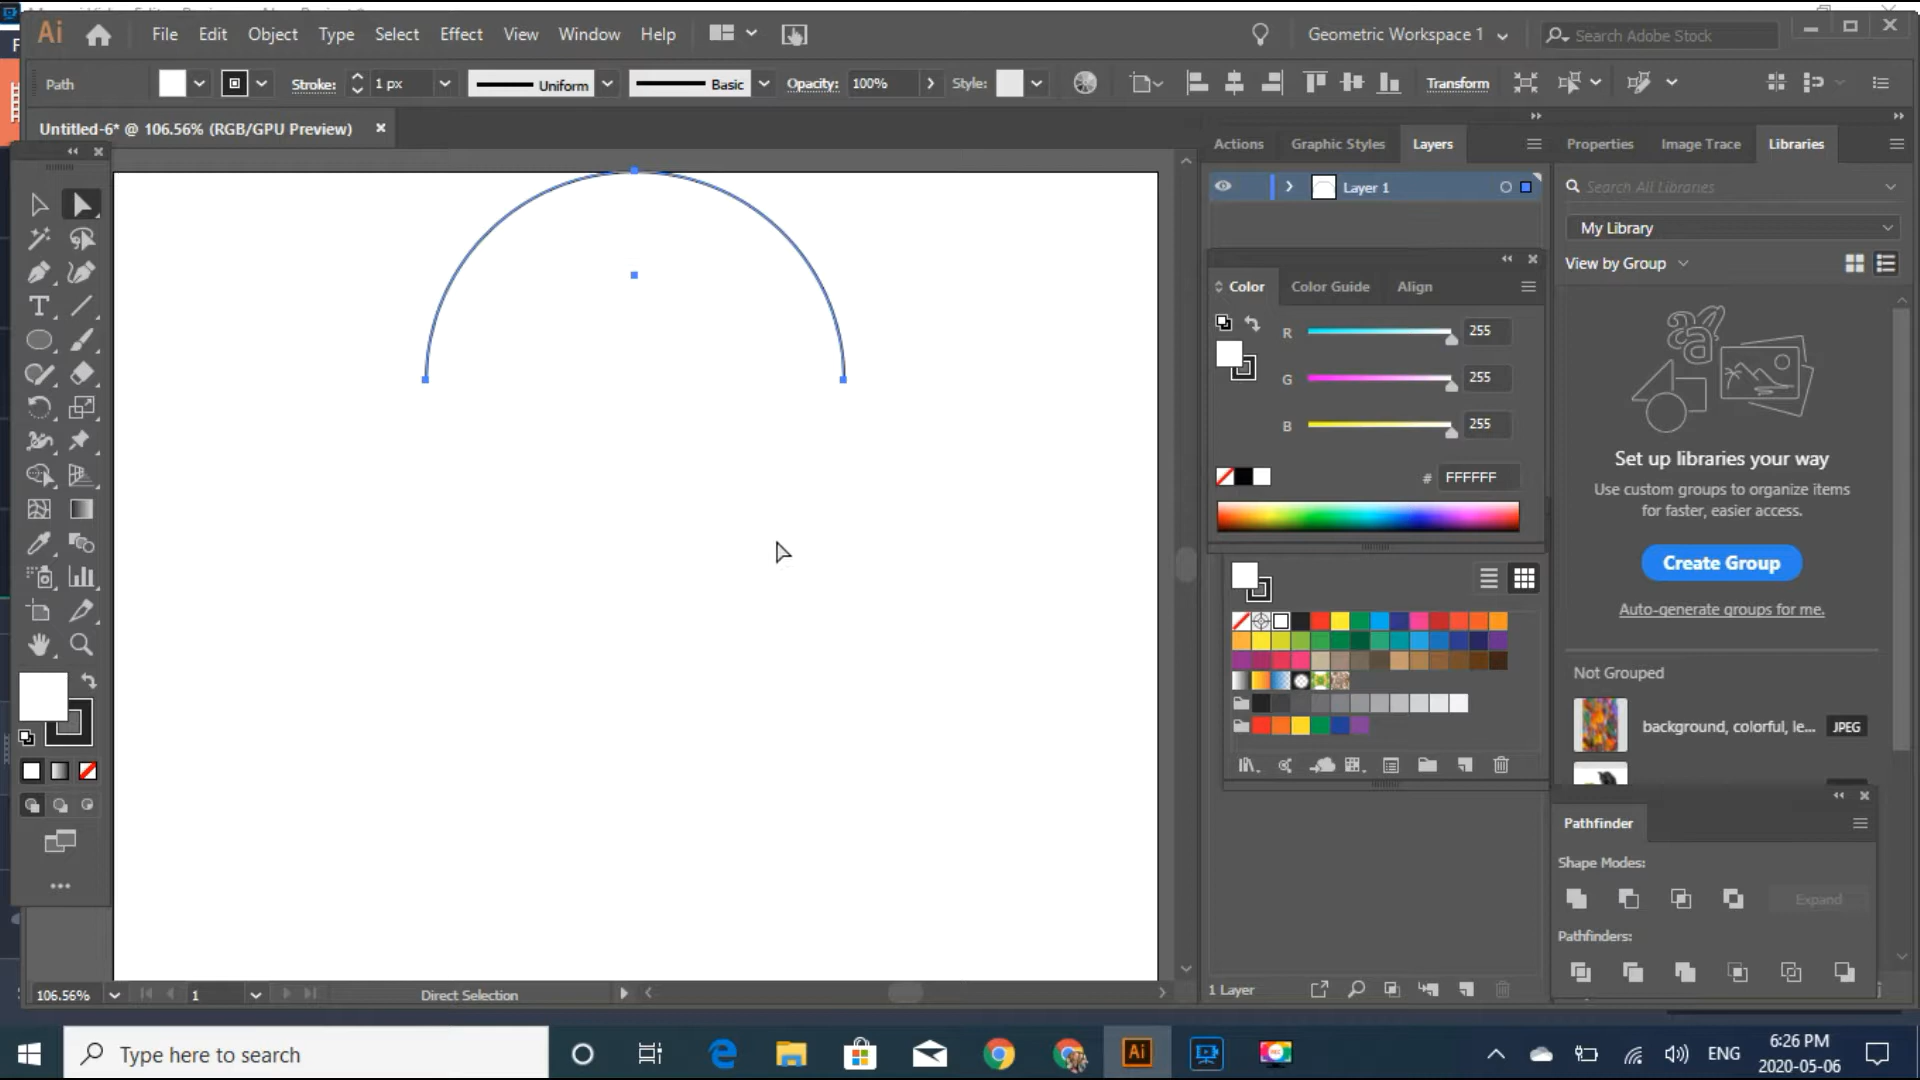 Ai File Edit Object Type Select Effect View Window Help Geometric Workspace 1 Search Adobe Stock
Path Stroke: 1 px Uniform Basic Opacity: 100% Style: Transform
Untitled-6* @ 106.56% (RGB/GPU Preview)
Actions Graphic Styles Layers
Layer 1
Color Color Guide Align
R 255
G 255
B 255
# FFFFFF
1 Layer
Properties Image Trace Libraries
Search All Libraries
My Library
View by Group
Set up libraries your way
Use custom groups to organize items
for faster, easier access.
Create Group
Auto-generate groups for me.
Not Grouped
background, colorful, le... JPEG
Pathfinder
Shape Modes:
Expand
Pathfinders:
106.56% 1 Direct Selection
Type here to search
Ai
ENG
6:26 PM
2020-05-06